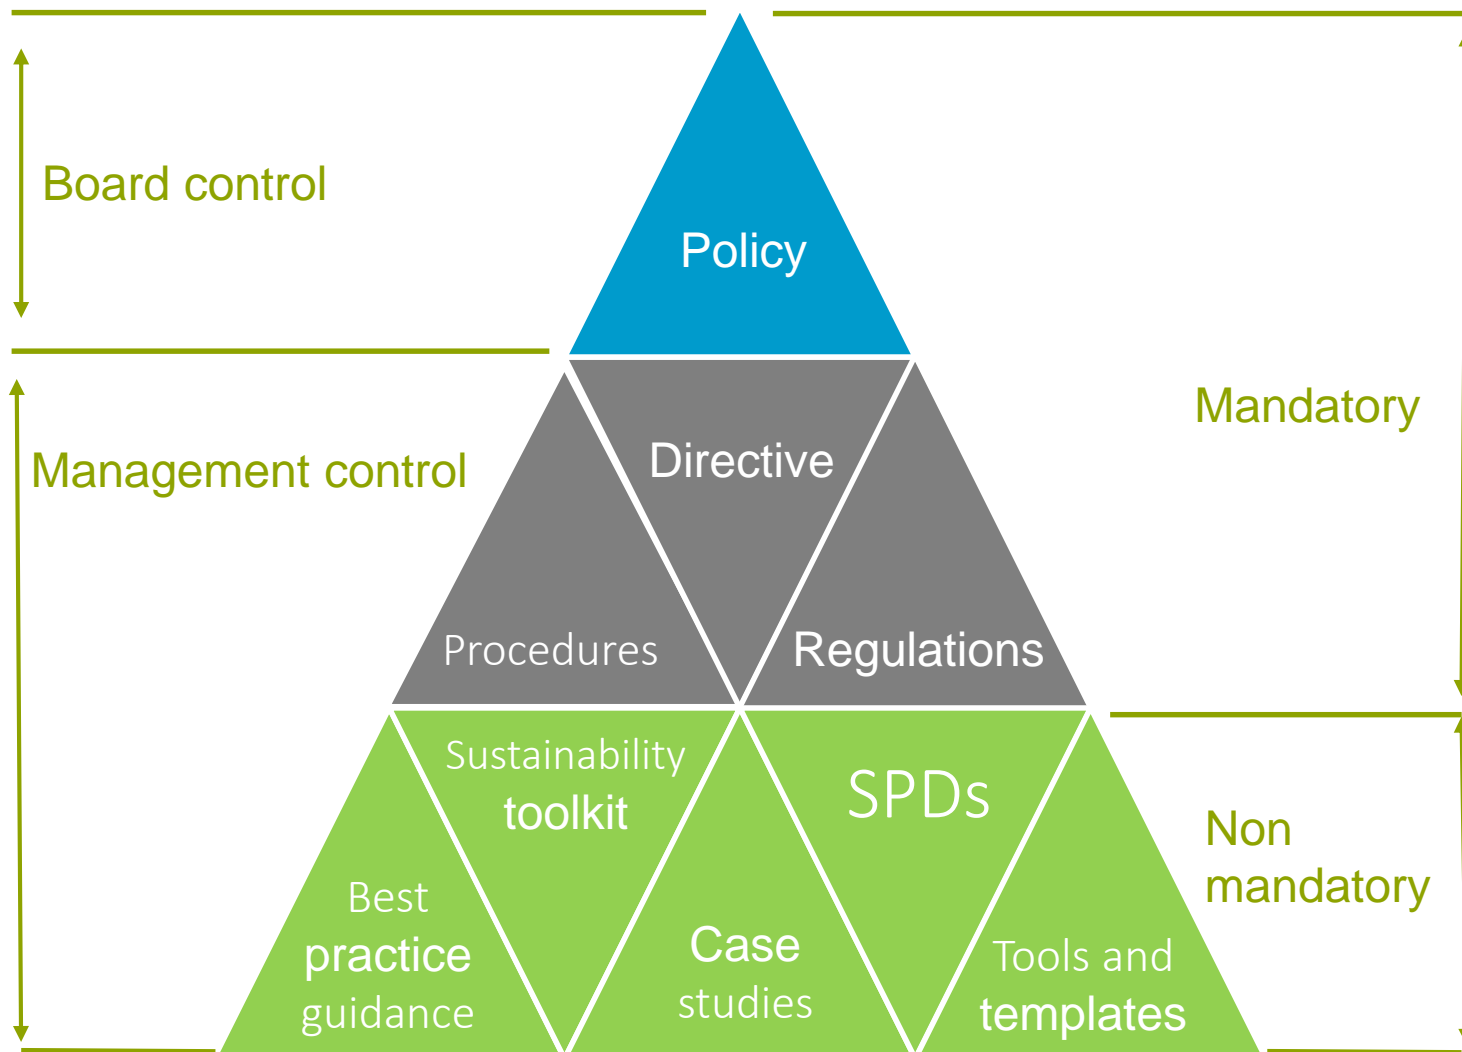 Board control
Policy
Mandatory
Management control
Directive
Procedures
Regulations
Sustainability
toolkit
SPDs
Non
mandatory
Best
practice
guidance
Case
studies
Tools and
templates